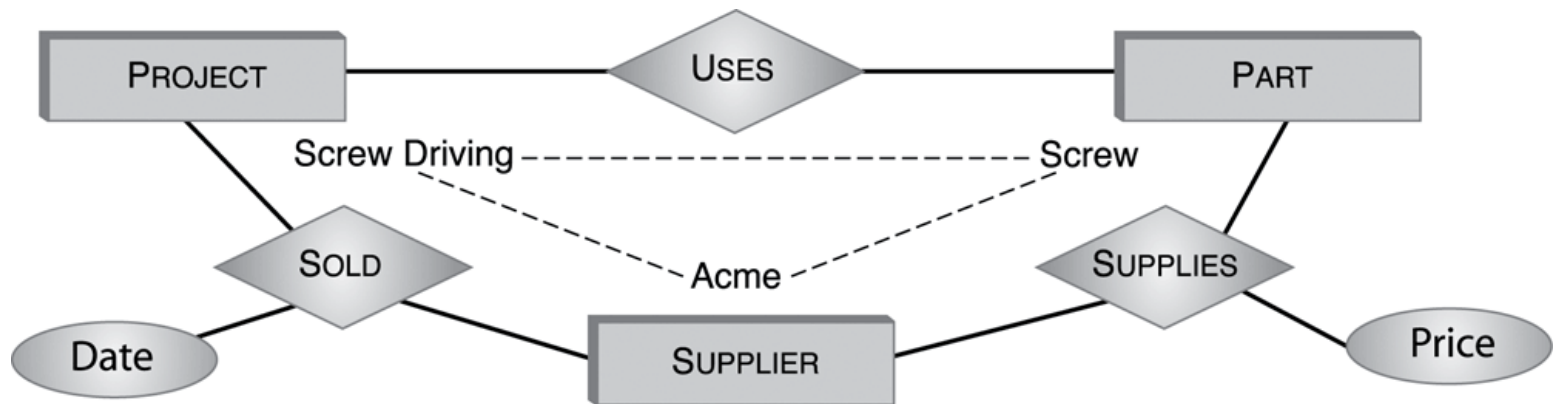 PROJECT
USES
PART
Screw Driving
Screw
SOLD
Acme
SUPPLIES
Date
SUPPLIER
Price